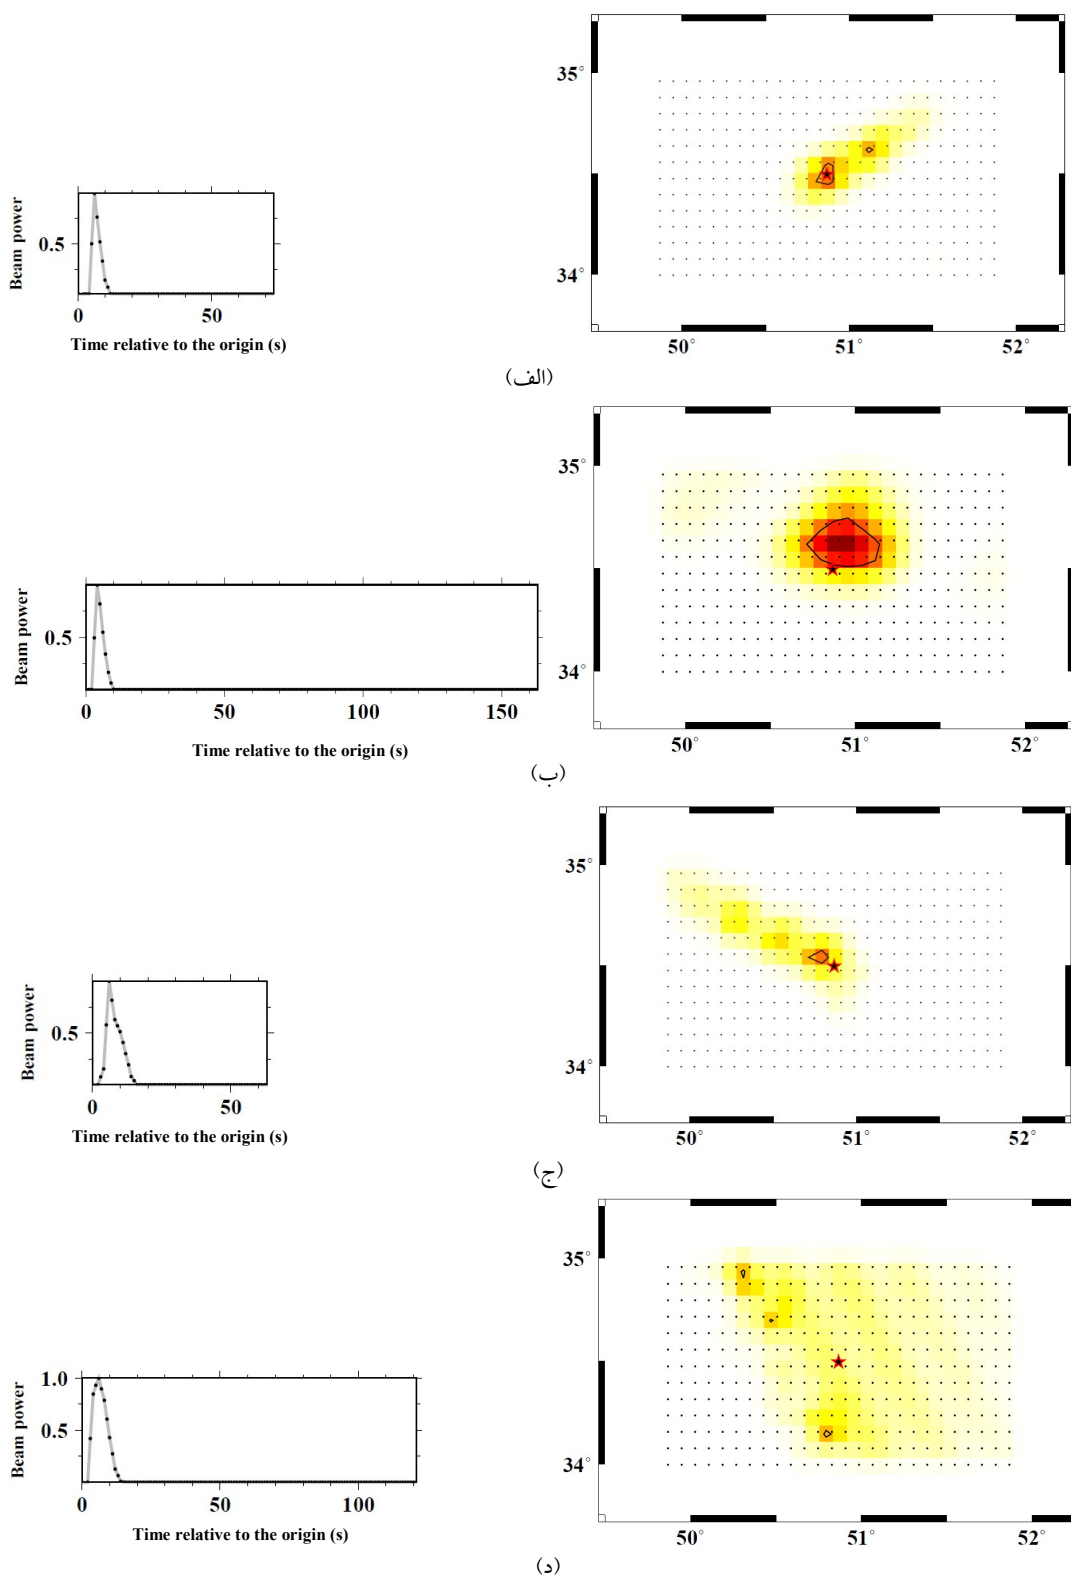 35°
34°
50° 51° 52°
Beam power
0.5
0 50
Time relative to the origin (s)
(الف)
35°
34°
50° 51° 52°
Beam power
0.5
0 50 100 150
Time relative to the origin (s)
(ب)
35°
34°
50° 51° 52°
Beam power
0.5
0 50
Time relative to the origin (s)
(ج)
35°
34°
50° 51° 52°
Beam power
1.0
0.5
0 50 100
Time relative to the origin (s)
(د)